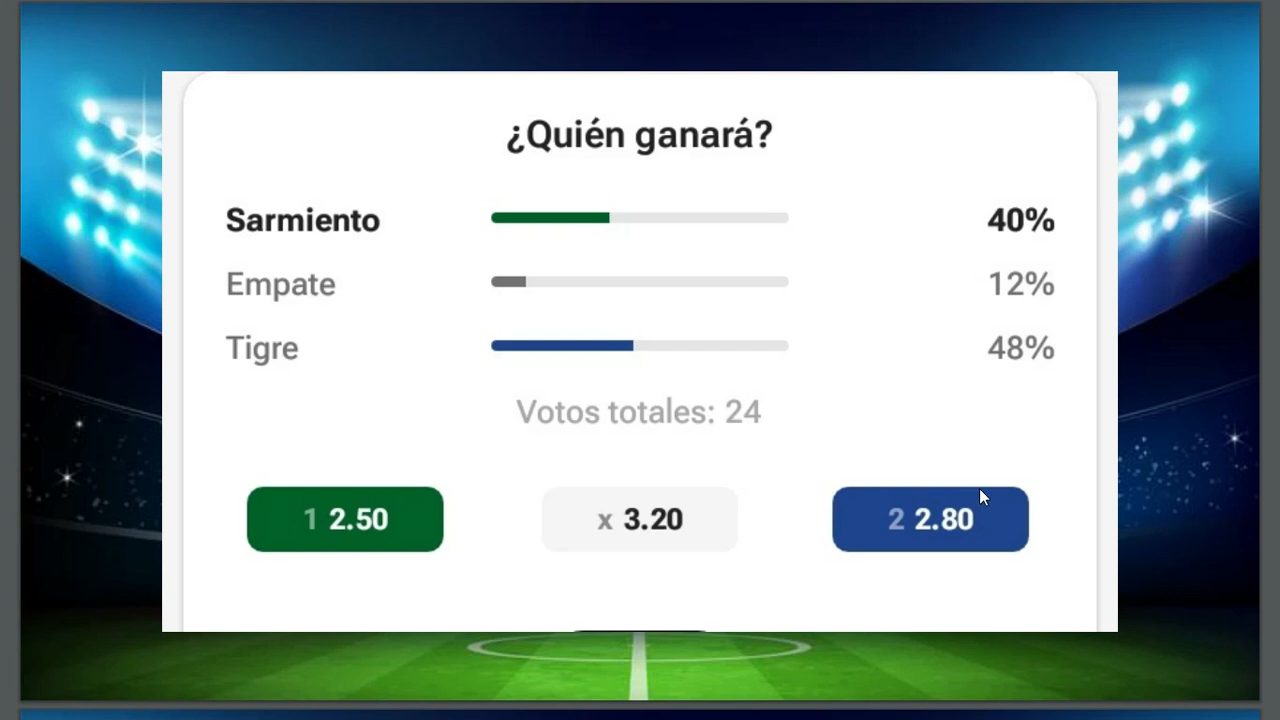 ¿Quién ganará?
Sarmiento 40%
Empate 12%
Tigre 48%
Votos totales: 24
1 2.50 x 3.20 2 2.80